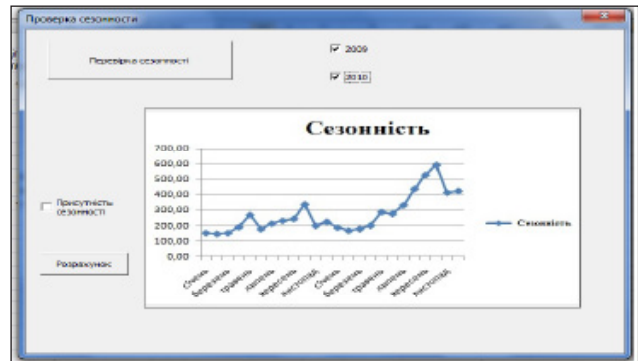 Проверка сезонности
Перевірка сезонності
2009
2010
Сезонність
700,00
600,00
500,00
400,00
300,00
200,00
100,00
0,00
січень
березень
травень
липень
вересень
листопад
січень
березень
травень
липень
вересень
листопад
Сезонність
Присутність
сезонності
Розрахунок